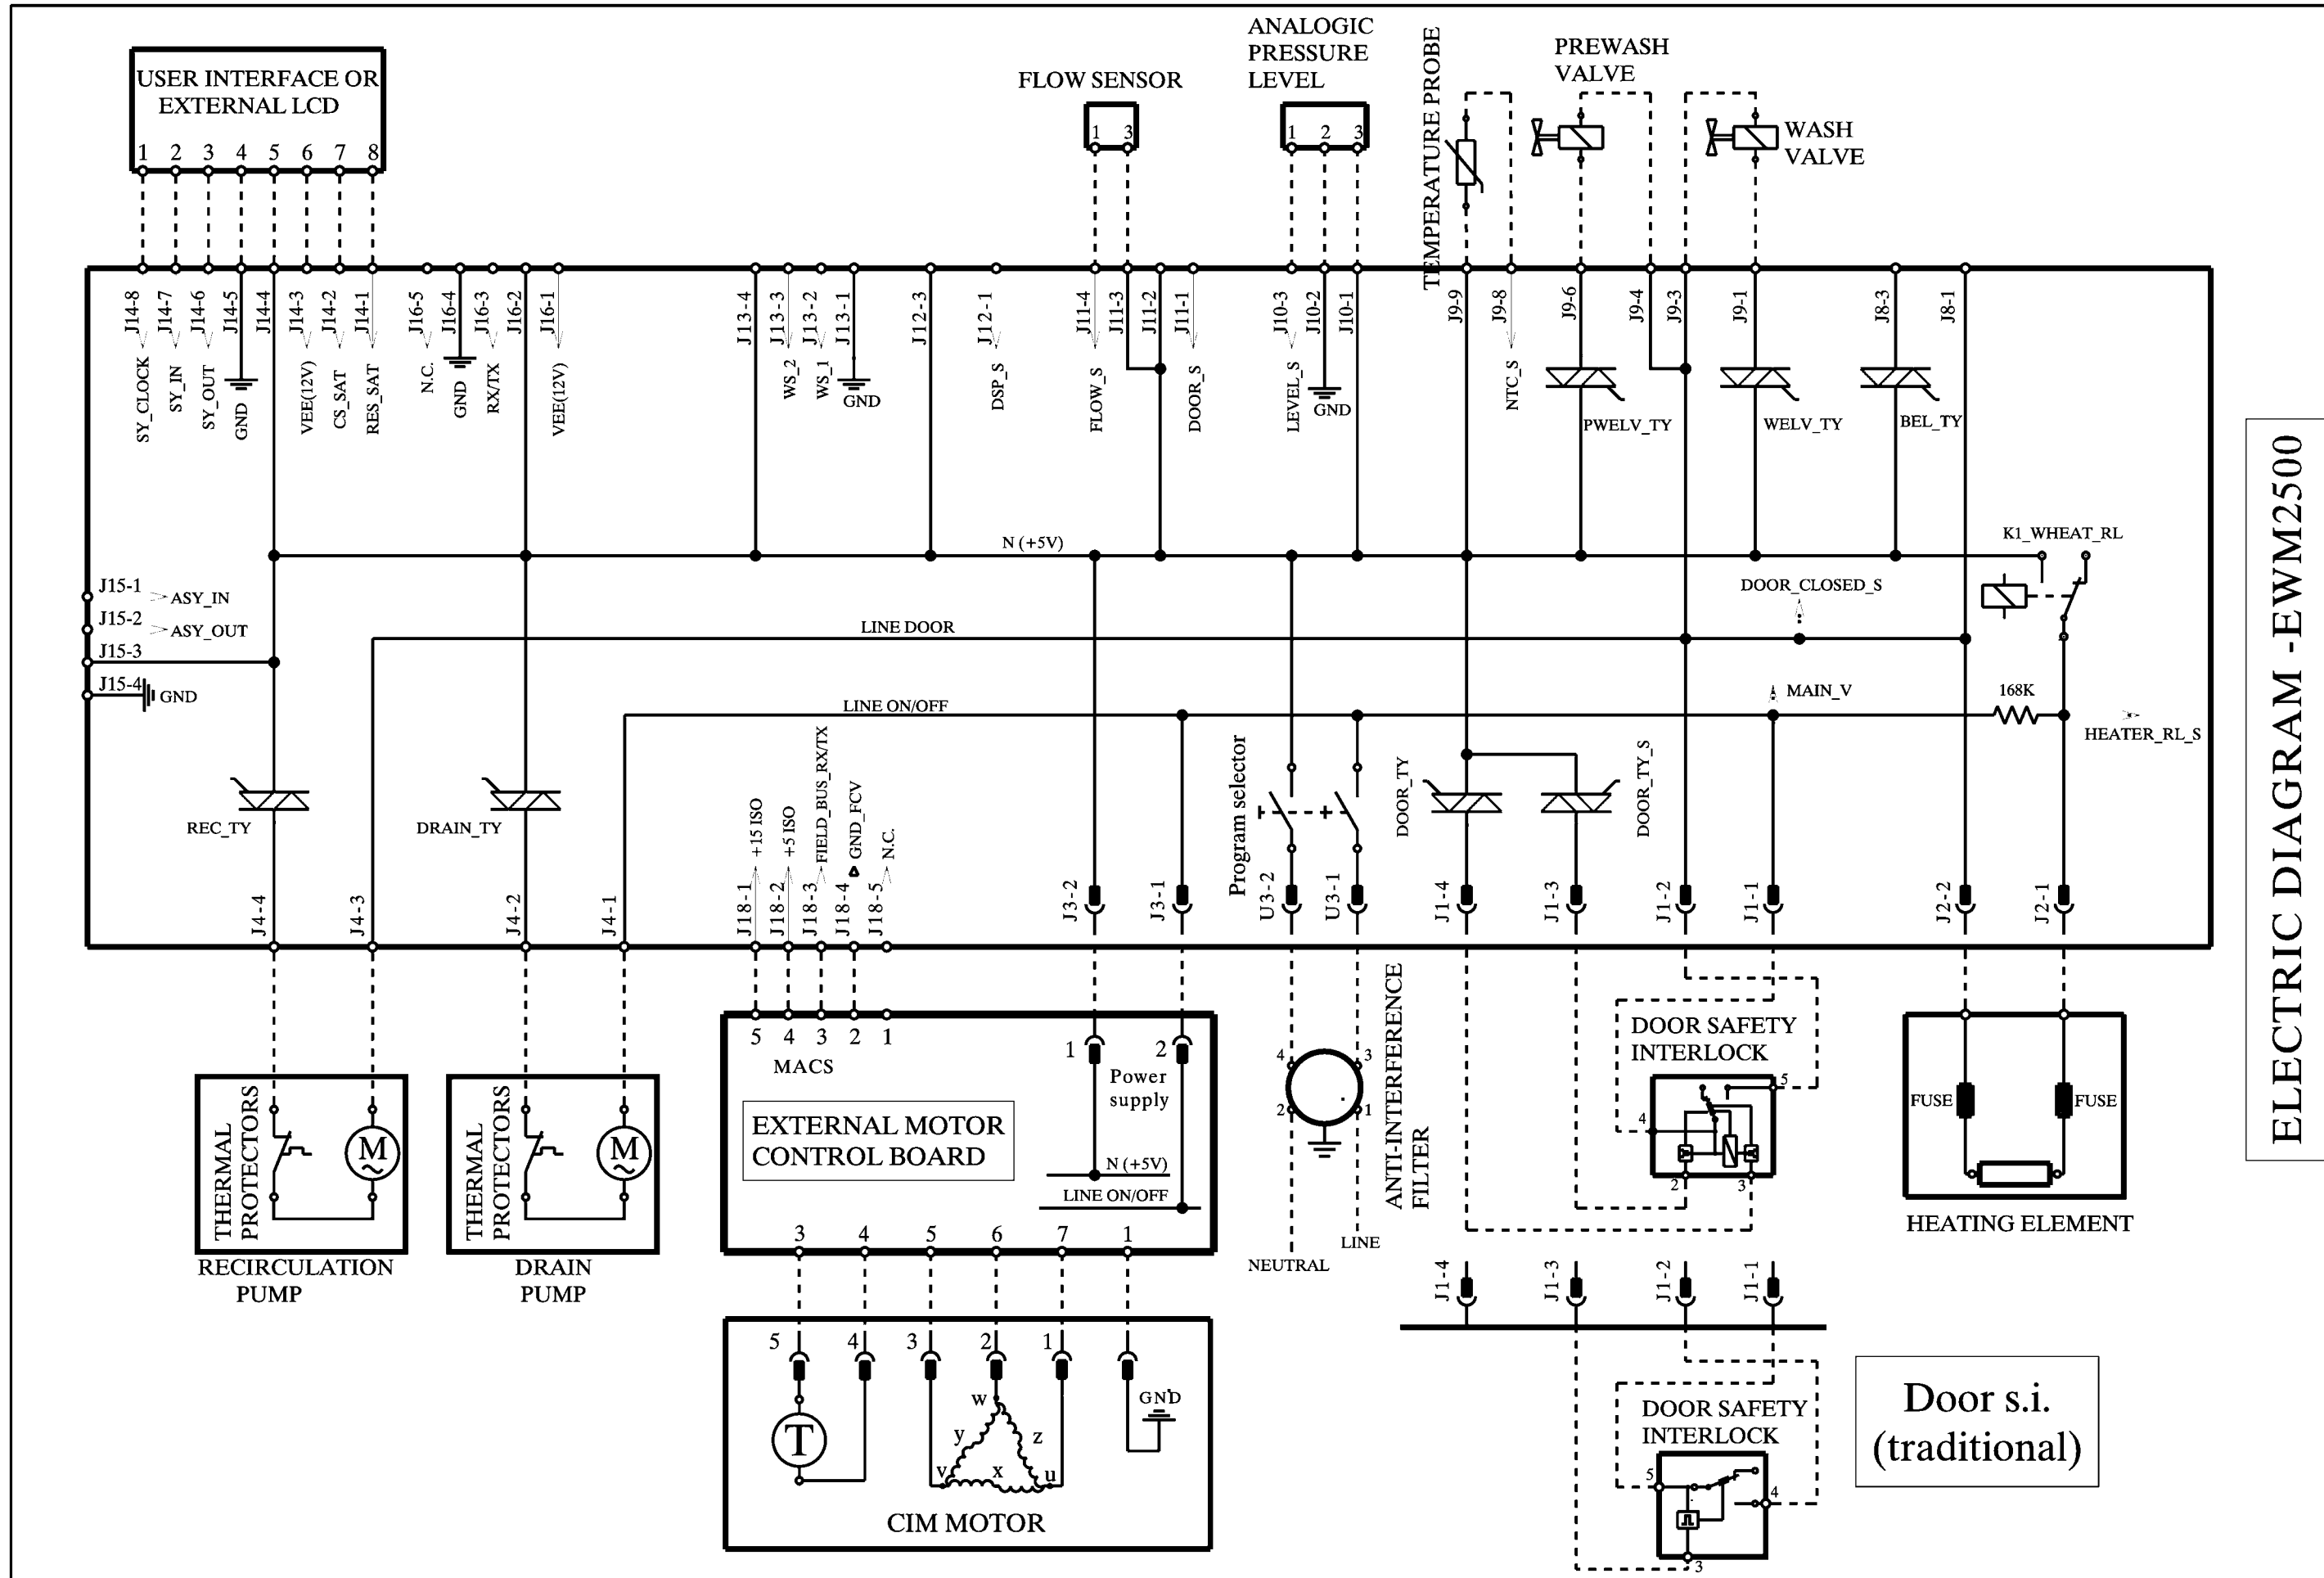 USER INTERFACE OR
EXTERNAL LCD
1 2 3 4 5 6 7 8
FLOW SENSOR
1 3
ANALOGIC
PRESSURE
LEVEL
1 2 3
TEMPERATURE PROBE
PREWASH
VALVE
WASH
VALVE
J14-8 J14-7 J14-6 J14-5 J14-4 J14-3 J14-2 J14-1 J16-5 J16-4 J16-3 J16-2 J16-1 J13-4 J13-3 J13-2 J13-1 J12-3 J12-1 J11-4 J11-3 J11-2 J11-1 J10-3 J10-2 J10-1 J9-9 J9-8 J9-6 J9-4 J9-3 J9-1 J8-3 J8-1
SY_CLOCK
SY_IN
SY_OUT
GND
VEE(12V)
CS_SAT
RES_SAT
N.C.
GND
RX/TX
VEE(12V)
WS_2
WS_1
GND
DSP_S
FLOW_S
DOOR_S
LEVEL_S
GND
NTC_S
PWELV_TY
WELV_TY
BEL_TY
N (+5V)
K1_WHEAT_RL
J15-1
ASY_IN
J15-2
ASY_OUT
J15-3
J15-4
GND
DOOR_CLOSED_S
LINE DOOR
LINE ON/OFF
MAIN_V
168K
HEATER_RL_S
REC_TY
DRAIN_TY
+15 ISO
+5 ISO
FIELD_BUS_RX/TX
GND_FCV
N.C.
Program selector
DOOR_TY
DOOR_TY_S
J4-4 J4-3 J4-2 J4-1 J18-1 J18-2 J18-3 J18-4 J18-5 J3-2 J3-1 U3-2 U3-1 J1-4 J1-3 J1-2 J1-1 J2-2 J2-1
ELECTRIC DIAGRAM -EWM2500
THERMAL
PROTECTORS
M
RECIRCULATION
PUMP
THERMAL
PROTECTORS
M
DRAIN
PUMP
5 4 3 2 1
MACS
1 2
Power
supply
EXTERNAL MOTOR
CONTROL BOARD
N (+5V)
LINE ON/OFF
3 4 5 6 7 1
4 3
2 1
ANTI-INTERFERENCE
FILTER
NEUTRAL
LINE
DOOR SAFETY
INTERLOCK
5
4
2 3
FUSE
FUSE
HEATING ELEMENT
5 4 3 2 1
T
w
y z
v x u
GND
CIM MOTOR
J1-4 J1-3 J1-2 J1-1
DOOR SAFETY
INTERLOCK
5
4
3
Door s.i.
(traditional)